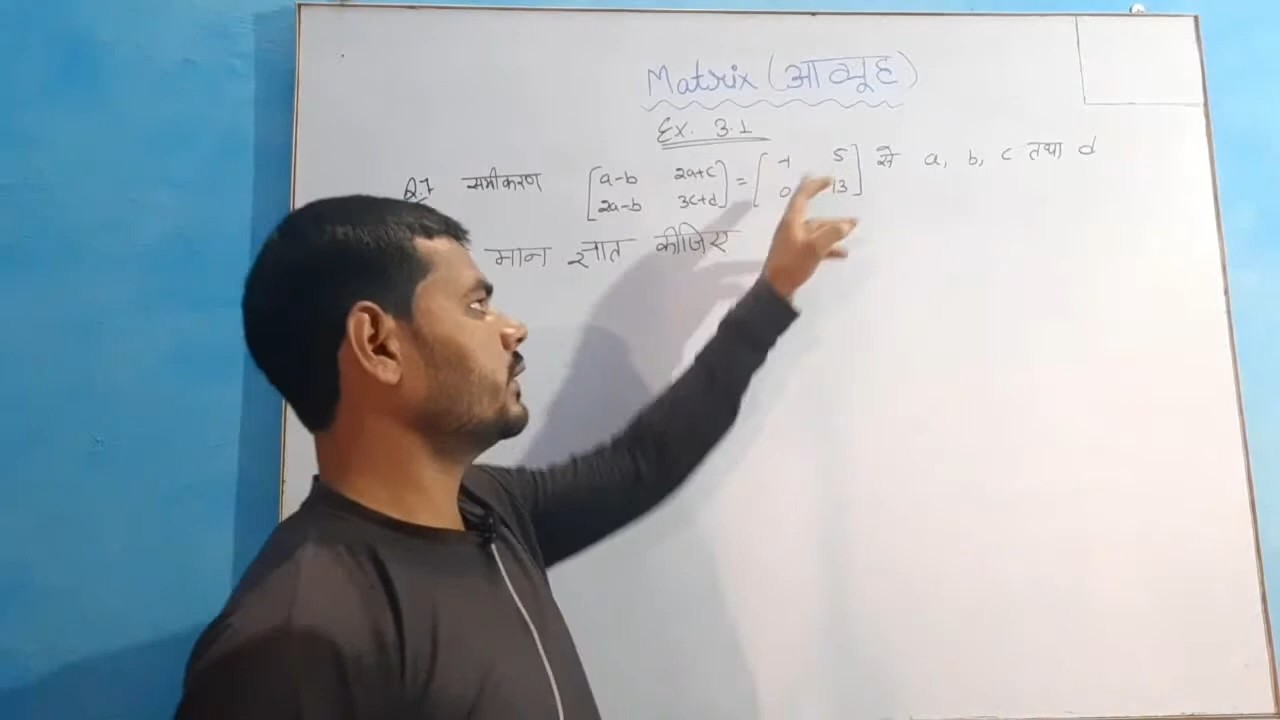 Matrix (आव्यूह)
Ex. 3.1
Q.7 समीकरण [a-b 2a+c = [-1 5 से a, b, c तथा d
2a-b 3c+d] 0 13]
मान ज्ञात कीजिए